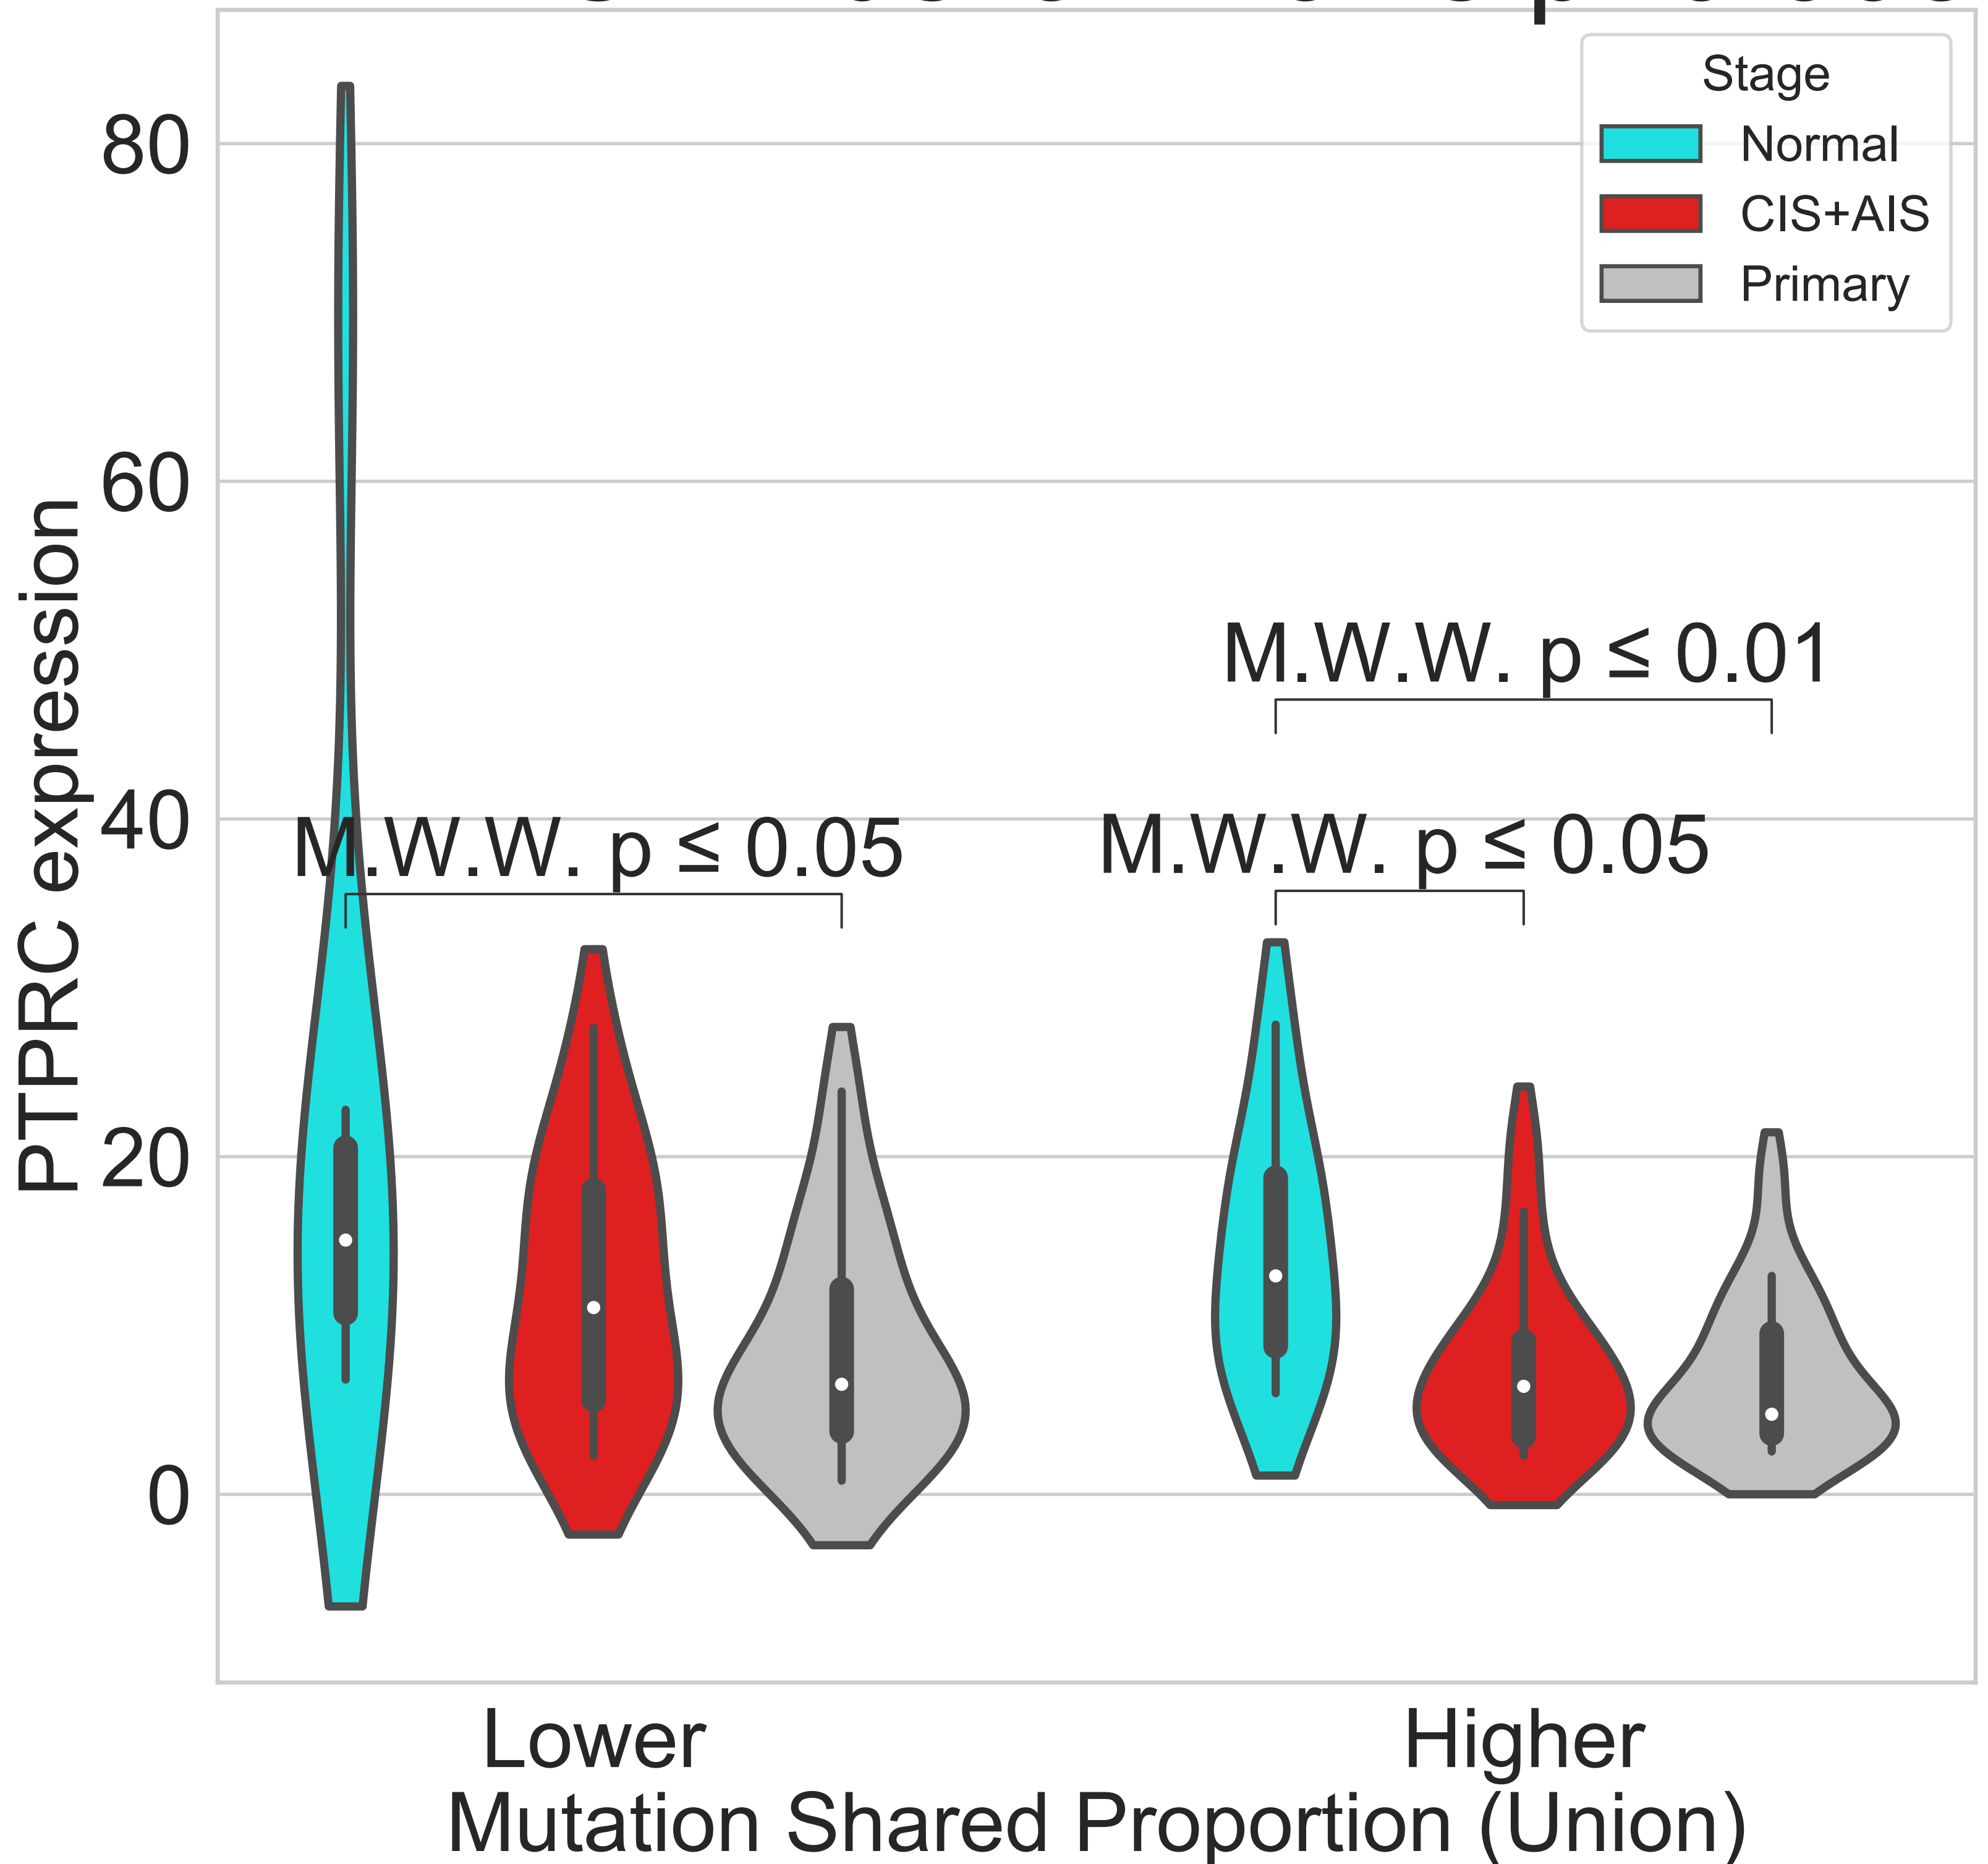 Stage
Normal
CIS+AIS
Primary
80
60
40
20
0
PTPRC expression
M.W.W. p ≤ 0.01
M.W.W. p ≤ 0.05
M.W.W. p ≤ 0.05
Lower
Higher
Mutation Shared Proportion (Union)